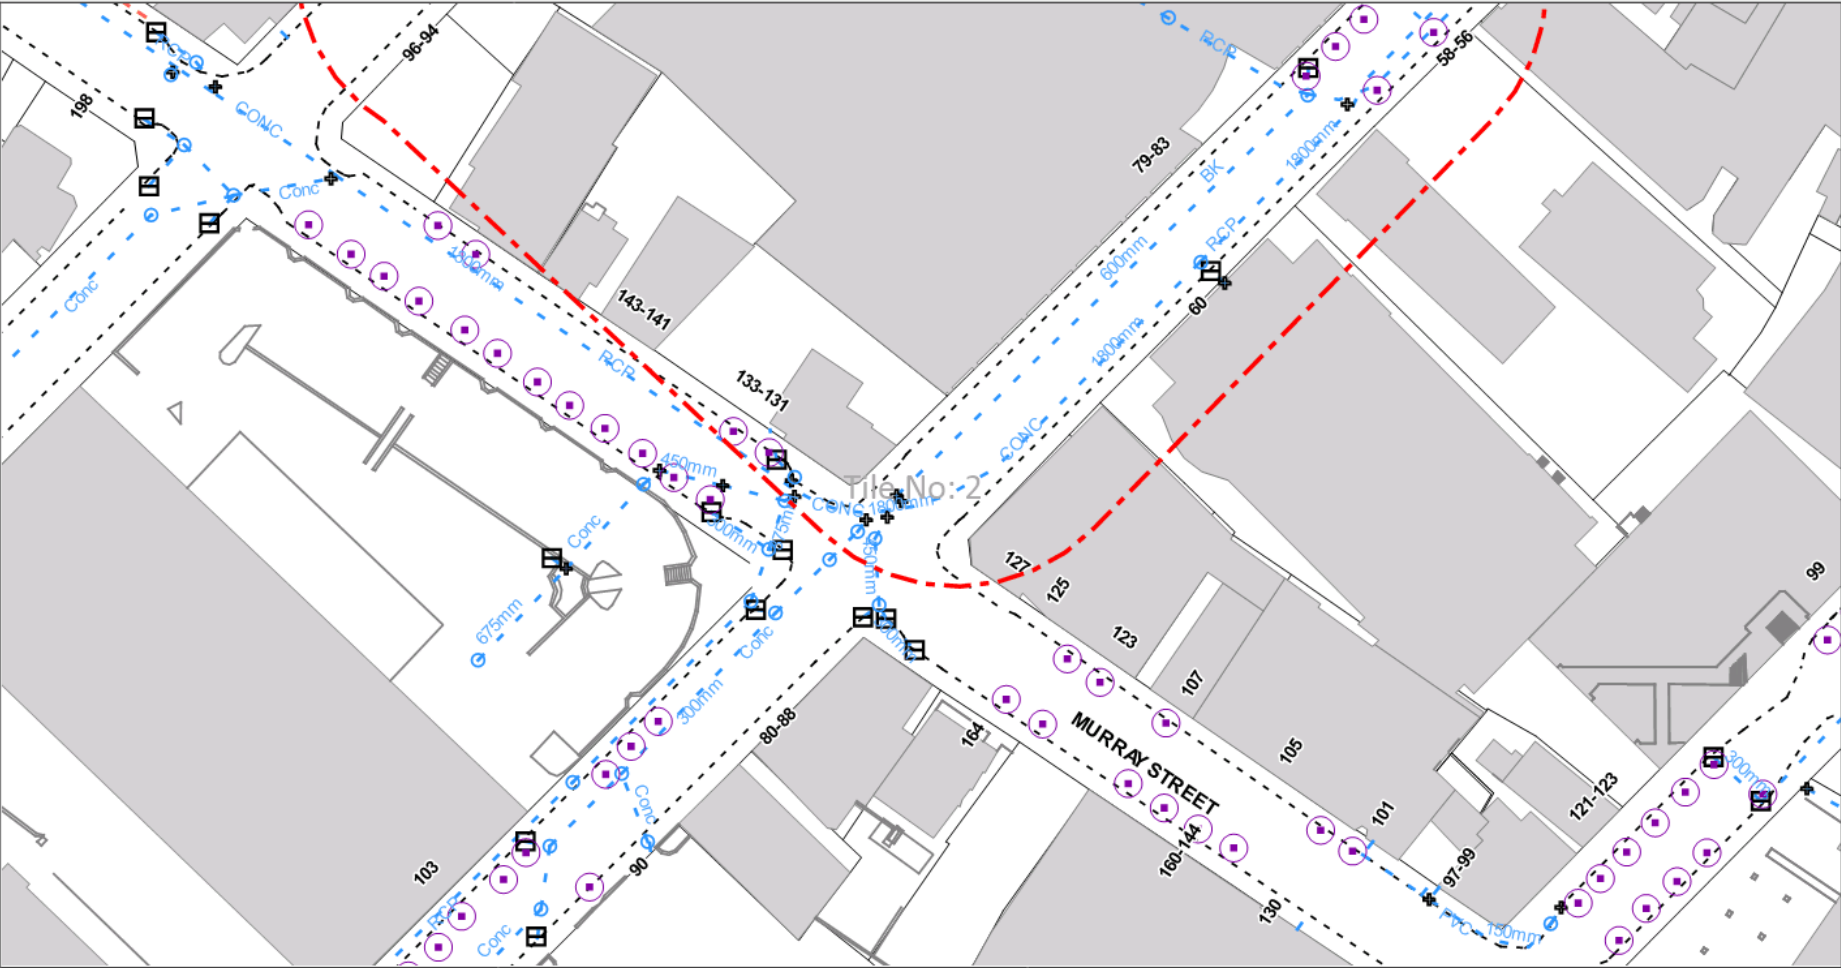 RCP
RCP
96-94
58-56
198
CONC
1800mm
79-83
BK
Conc
RCP
600mm
1800mm
Conc
60
143-141
1800mm
RCP
133-131
CONC
450mm
Tile No: 2
CONC 1800mm
Conc
127
125
99
675mm
123
Conc
107
300mm
80-88
164
MURRAY STREET
105
300mm
Conc
121-123
101
160-144
97-99
103
90
130
RCP
PVC
150mm
Conc